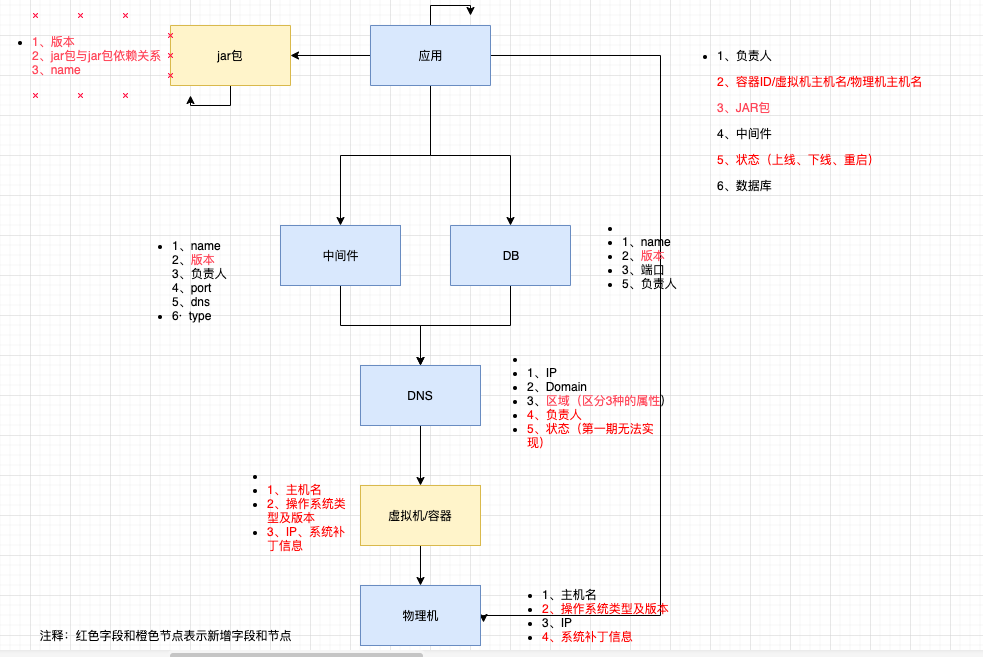 1、版本
2、jar包与jar包依赖关系
3、name
jar包
应用
1、负责人
2、容器ID/虚拟机主机名/物理机主机名
3、JAR包
4、中间件
5、状态（上线、下线、重启）
6、数据库
1、name
2、版本
3、负责人
4、port
5、dns
6· type
中间件
DB
1、name
2、版本
3、端口
5、负责人
DNS
1、IP
2、Domain
3、区域（区分3种的属性）
4、负责人
5、状态（第一期无法实
现）
1、主机名
2、操作系统类
型及版本
3、IP、系统补
丁信息
虚拟机/容器
物理机
1、主机名
2、操作系统类型及版本
3、IP
4、系统补丁信息
注释：红色字段和橙色节点表示新增字段和节点